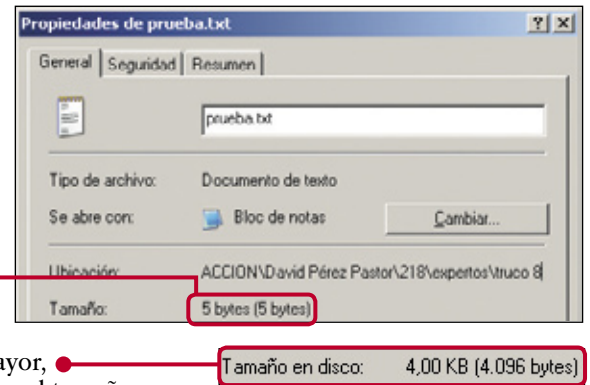 Propiedades de prueba.txt
General Seguridad Resumen
prueba.txt
Tipo de archivo: Documento de texto
Se abre con: Bloc de notas Cambiar...
Ubicación: ACCION\David Pérez Pastor\218\expertos\truco 8
Tamaño: 5 bytes (5 bytes)
yor,
Tamaño en disco: 4,00 KB (4.096 bytes)